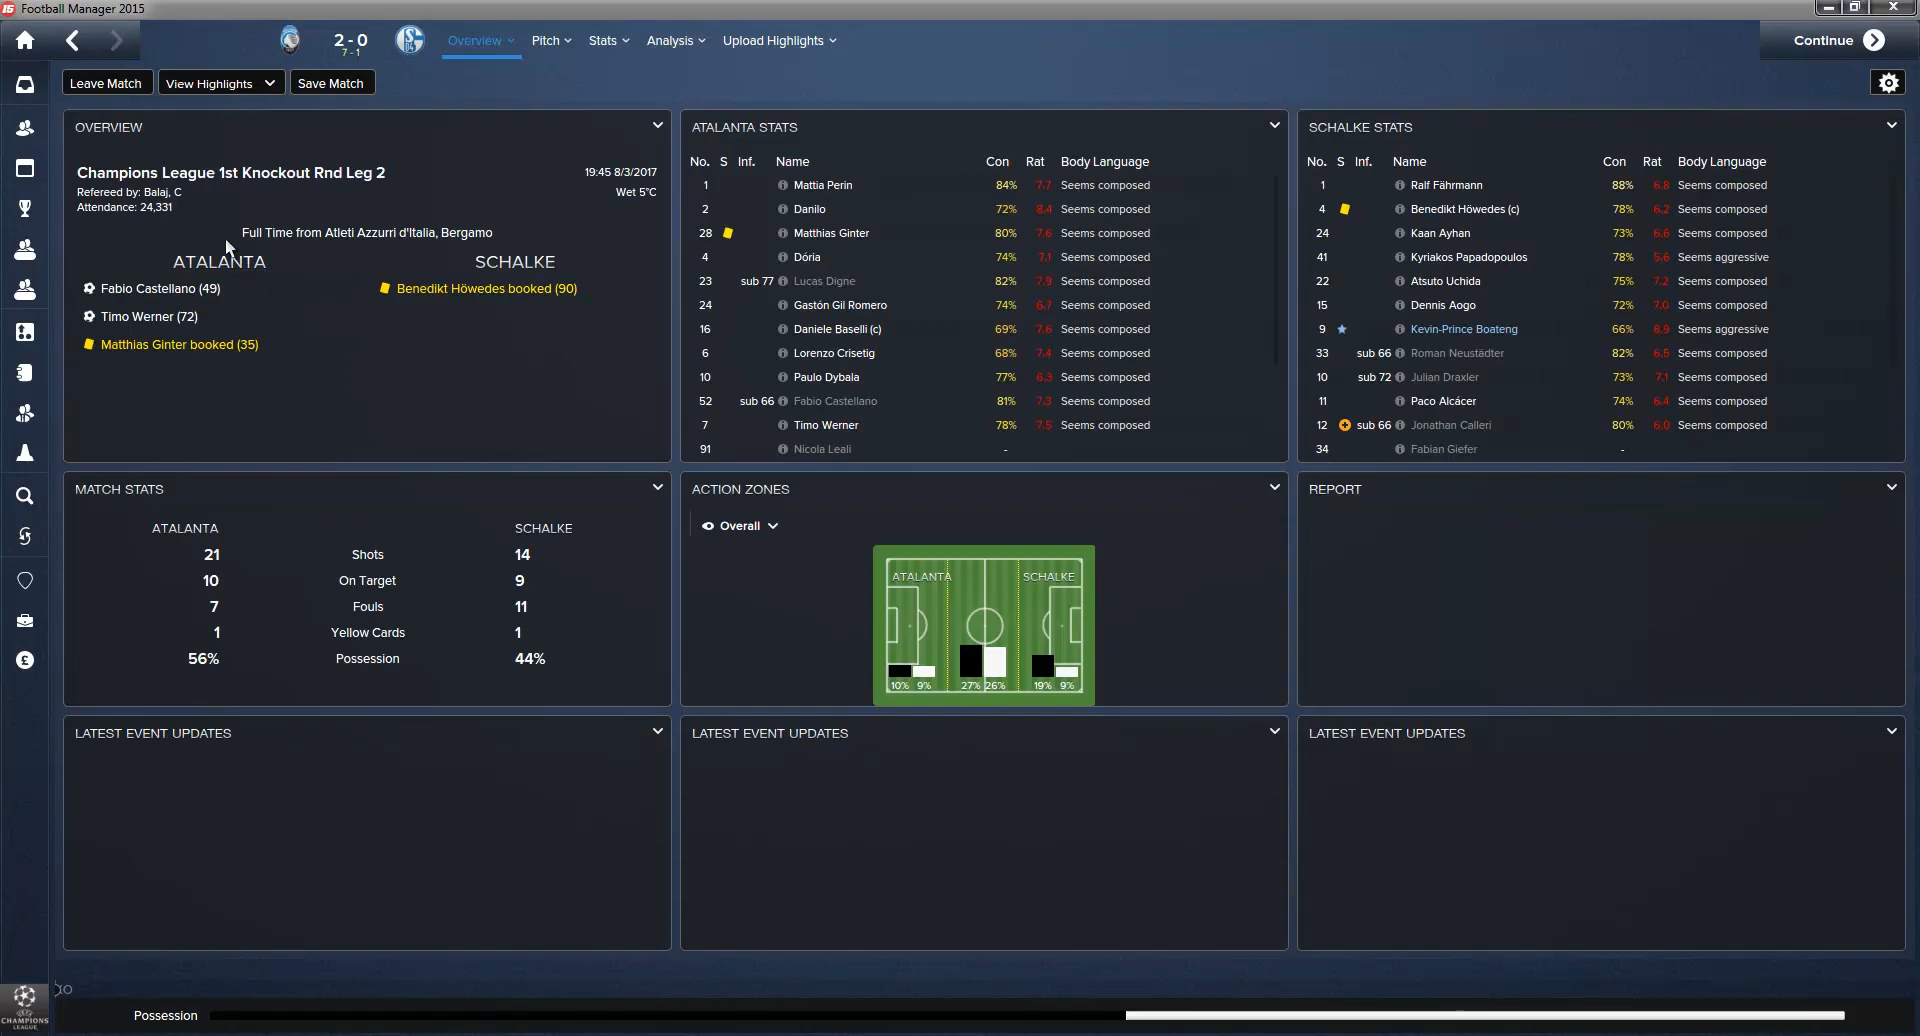 Football Manager 2015
2 - 0
7 - 1
Overview
Pitch
Stats
Analysis
Upload Highlights
Continue
Leave Match
View Highlights
Save Match
OVERVIEW
Champions League 1st Knockout Rnd Leg 2
19:45 8/3/2017
Refereed by: Balaj, C
Wet 5°C
Attendance: 24,331
Full Time from Atleti Azzurri d'Italia, Bergamo
ATALANTA SCHALKE
Fabio Castellano (49) Benedikt Höwedes booked (90)
Timo Werner (72)
Matthias Ginter booked (35)
ATALANTA STATS
No. S Inf. Name Con Rat Body Language
1 Mattia Perin 84% 7.7 Seems composed
2 Danilo 72% 8.4 Seems composed
28 Matthias Ginter 80% 7.6 Seems composed
4 Dória 74% 7.1 Seems composed
23 sub 77 Lucas Digne 82% 7.9 Seems composed
24 Gastón Gil Romero 74% 6.7 Seems composed
16 Daniele Baselli (c) 69% 7.6 Seems composed
6 Lorenzo Crisetig 68% 7.4 Seems composed
10 Paulo Dybala 77% 6.3 Seems composed
52 sub 66 Fabio Castellano 81% 7.3 Seems composed
7 Timo Werner 78% 7.5 Seems composed
91 Nicola Leali -
SCHALKE STATS
No. S Inf. Name Con Rat Body Language
1 Ralf Fährmann 88% 6.8 Seems composed
4 Benedikt Höwedes (c) 78% 6.2 Seems composed
24 Kaan Ayhan 73% 6.6 Seems composed
41 Kyriakos Papadopoulos 78% 5.6 Seems aggressive
22 Atsuto Uchida 75% 7.2 Seems composed
15 Dennis Aogo 72% 7.0 Seems composed
9 Kevin-Prince Boateng 66% 8.9 Seems aggressive
33 sub 66 Roman Neustädter 82% 6.5 Seems composed
10 sub 72 Julian Draxler 73% 7.1 Seems composed
11 Paco Alcácer 74% 6.4 Seems composed
12 sub 66 Jonathan Calleri 80% 6.0 Seems composed
34 Fabian Giefer -
MATCH STATS
ATALANTA SCHALKE
21 Shots 14
10 On Target 9
7 Fouls 11
1 Yellow Cards 1
56% Possession 44%
ACTION ZONES
Overall
ATALANTA SCHALKE
10% 9% 27% 26% 19% 9%
REPORT
LATEST EVENT UPDATES
LATEST EVENT UPDATES
LATEST EVENT UPDATES
CHAMPIONS
LEAGUE
Possession